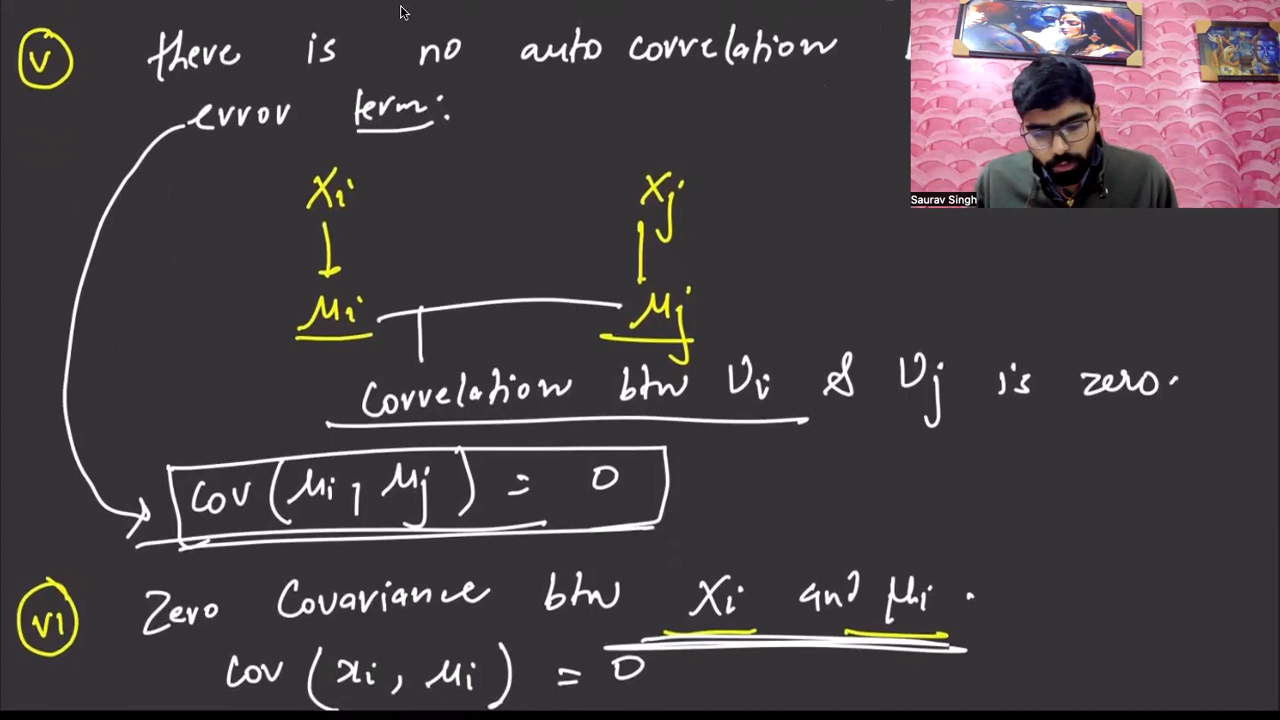 v there is no auto correlation
error term:
Xi Xj
μi μj
Correlation btw Ui & Uj is zero.
Cov (μi, μj) = 0
vi Zero Covariance btw Xi and μi.
Cov (xi, μi) = 0
Saurav Singh